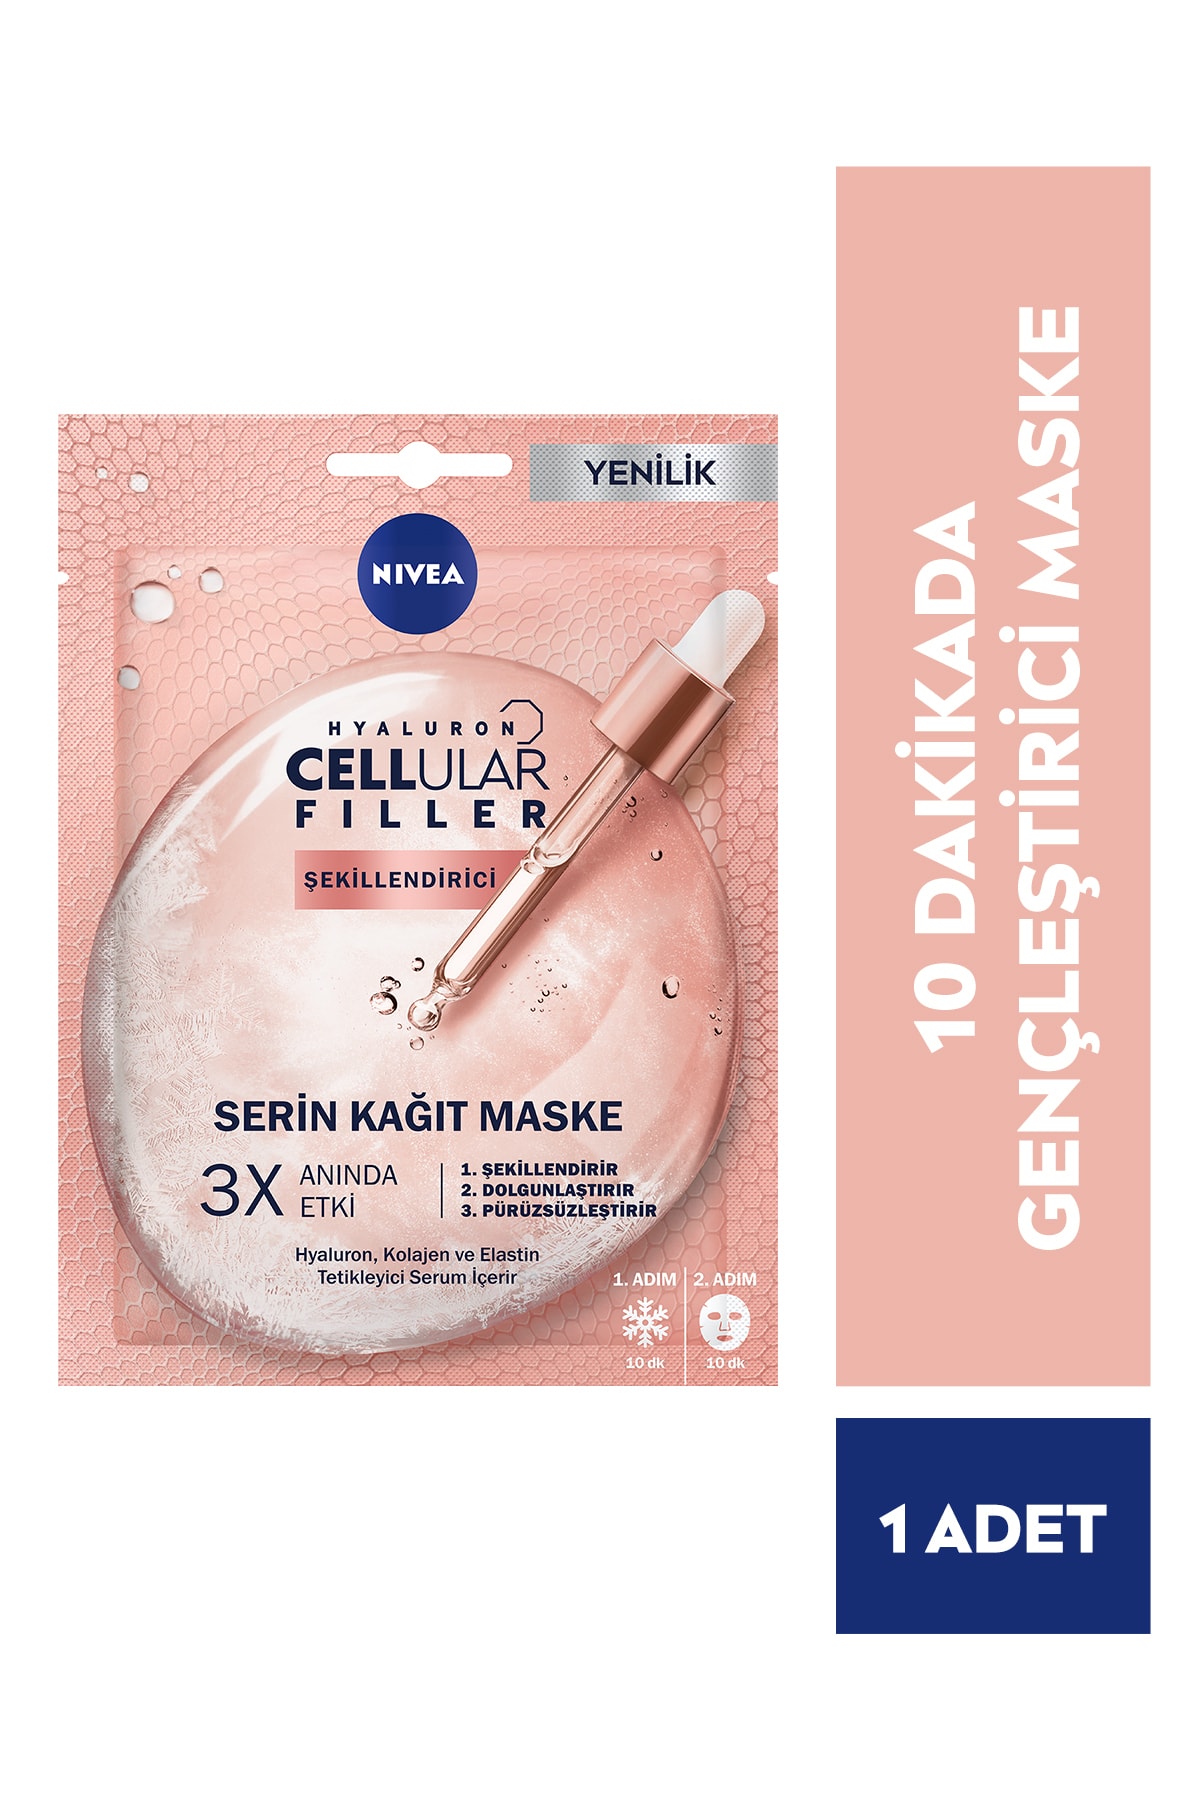 YENİLİK
NIVEA
HYALURON
CELLULAR
FILLER
ŞEKİLLENDİRİCİ
SERİN KAĞIT MASKE
3X ANINDA
ETKİ
1. ŞEKİLLENDİRİR
2. DOLGUNLAŞTIRIR
3. PÜRÜZSÜZLEŞTİRİR
Hyaluron, Kolajen ve Elastin
Tetikleyici Serum İçerir
1. ADIM
10 dk
2. ADIM
10 dk
10 DAKİKADA
GENÇLEŞTİRİCİ MASKE
1 ADET